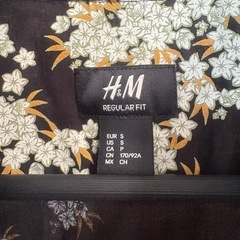 H&M
REGULAR FIT
EUR S
US S
CA P
CN 170/92A
MX CH